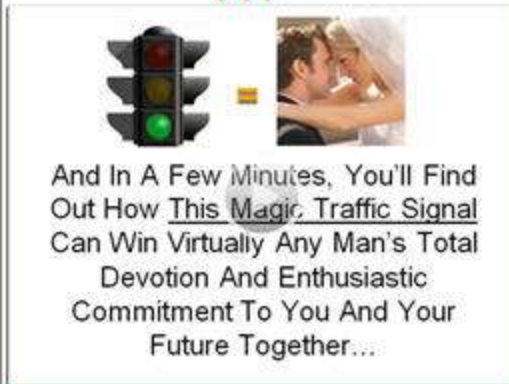 And In A Few Minutes, You'll Find
Out How This Magic Traffic Signal
Can Win Virtually Any Man's Total
Devotion And Enthusiastic
Commitment To You And Your
Future Together...